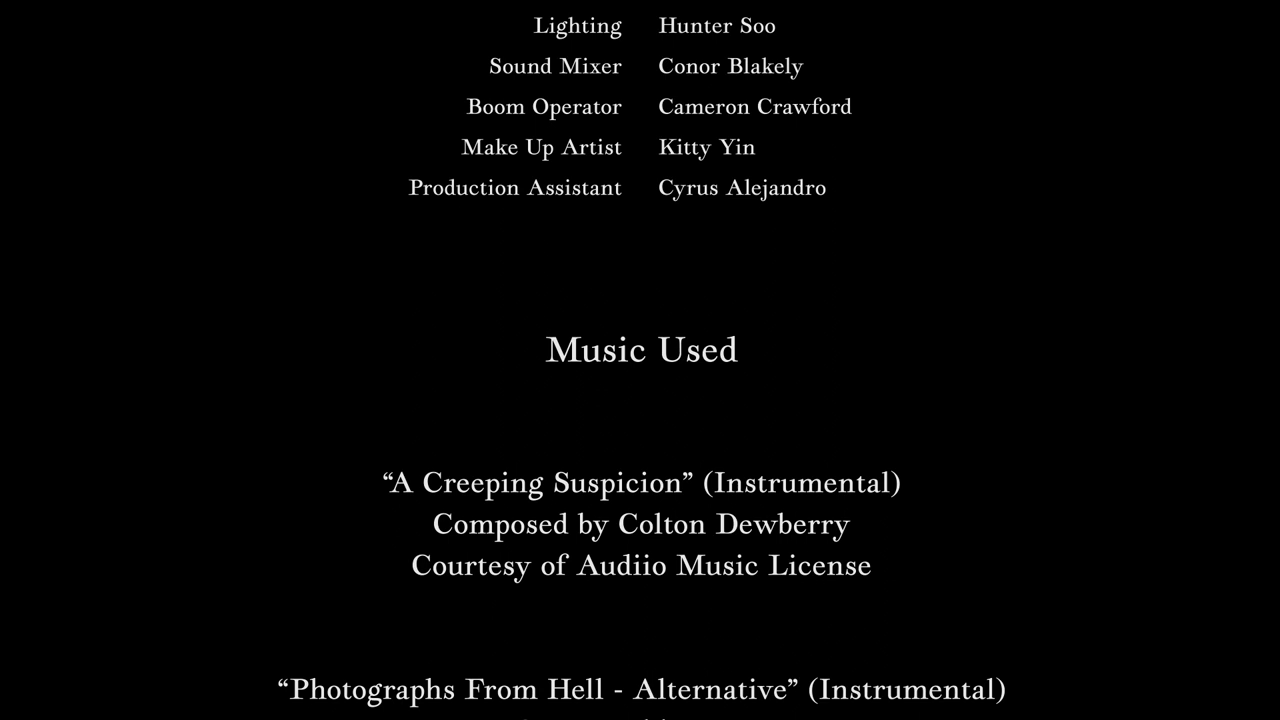 Lighting Hunter Soo
Sound Mixer Conor Blakely
Boom Operator Cameron Crawford
Make Up Artist Kitty Yin
Production Assistant Cyrus Alejandro
Music Used
“A Creeping Suspicion” (Instrumental)
Composed by Colton Dewberry
Courtesy of Audiio Music License
“Photographs From Hell - Alternative” (Instrumental)